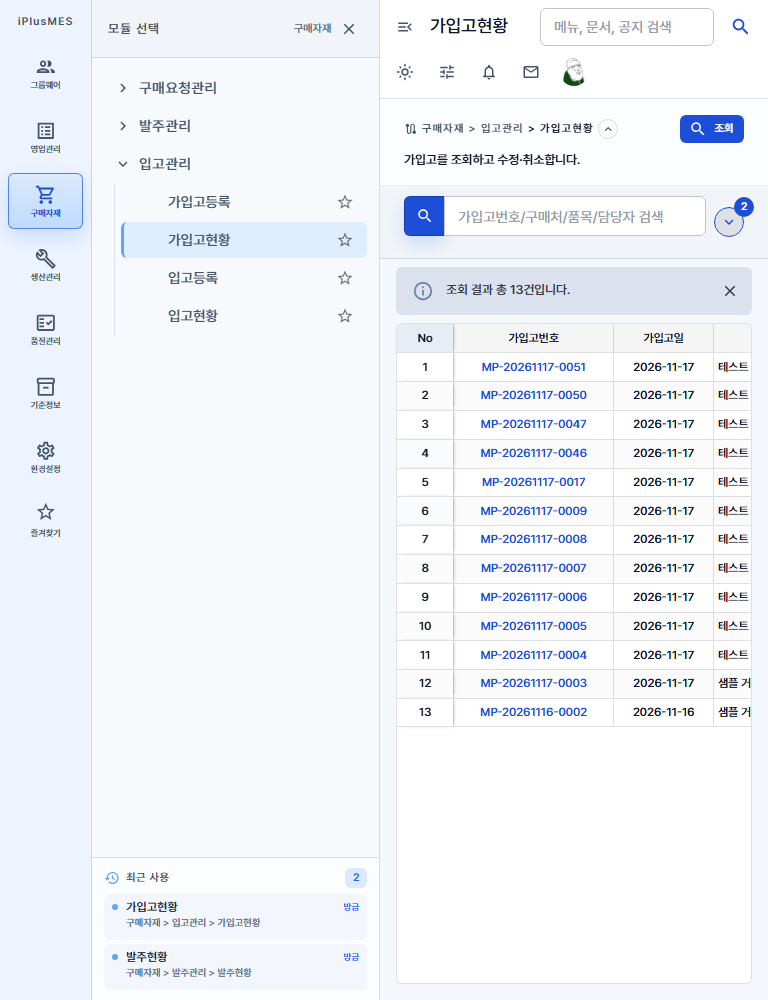 iPlusMES
그룹웨어
영업관리
구매자재
생산관리
품질관리
기준정보
환경설정
즐겨찾기
모듈 선택
구매자재
구매요청관리
발주관리
입고관리
가입고등록
가입고현황
입고등록
입고현황
최근 사용
2
가입고현황
방금
구매자재 > 입고관리 > 가입고현황
발주현황
방금
구매자재 > 발주관리 > 발주현황
가입고현황
메뉴, 문서, 공지 검색
구매자재 > 입고관리 > 가입고현황
조회
가입고를 조회하고 수정·취소합니다.
가입고번호/구매처/품목/담당자 검색
2
조회 결과 총 13건입니다.
No 가입고번호 가입고일
1 MP-20261117-0051 2026-11-17 테스트
2 MP-20261117-0050 2026-11-17 테스트
3 MP-20261117-0047 2026-11-17 테스트
4 MP-20261117-0046 2026-11-17 테스트
5 MP-20261117-0017 2026-11-17 테스트
6 MP-20261117-0009 2026-11-17 테스트
7 MP-20261117-0008 2026-11-17 테스트
8 MP-20261117-0007 2026-11-17 테스트
9 MP-20261117-0006 2026-11-17 테스트
10 MP-20261117-0005 2026-11-17 테스트
11 MP-20261117-0004 2026-11-17 테스트
12 MP-20261117-0003 2026-11-17 샘플 거
13 MP-20261116-0002 2026-11-16 샘플 거